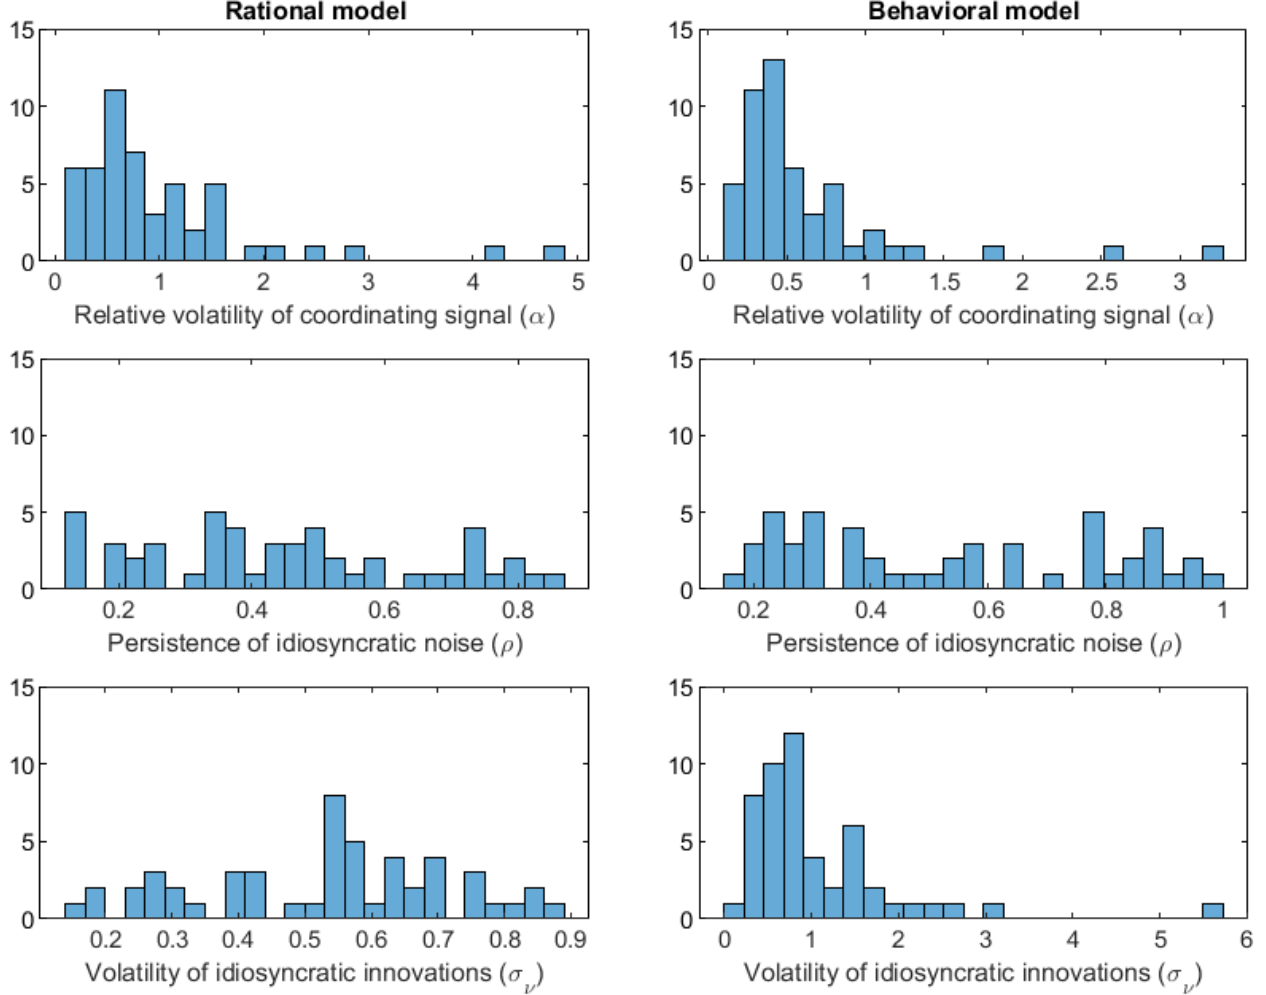 Rational model
Behavioral model
15
10
5
0
0 1 2 3 4 5
Relative volatility of coordinating signal (α)
15
10
5
0
0 0.5 1 1.5 2 2.5 3
Relative volatility of coordinating signal (α)
15
10
5
0
0.2 0.4 0.6 0.8
Persistence of idiosyncratic noise (ρ)
15
10
5
0
0.2 0.4 0.6 0.8 1
Persistence of idiosyncratic noise (ρ)
15
10
5
0
0.2 0.3 0.4 0.5 0.6 0.7 0.8 0.9
Volatility of idiosyncratic innovations (σ_ν)
15
10
5
0
0 1 2 3 4 5 6
Volatility of idiosyncratic innovations (σ_ν)